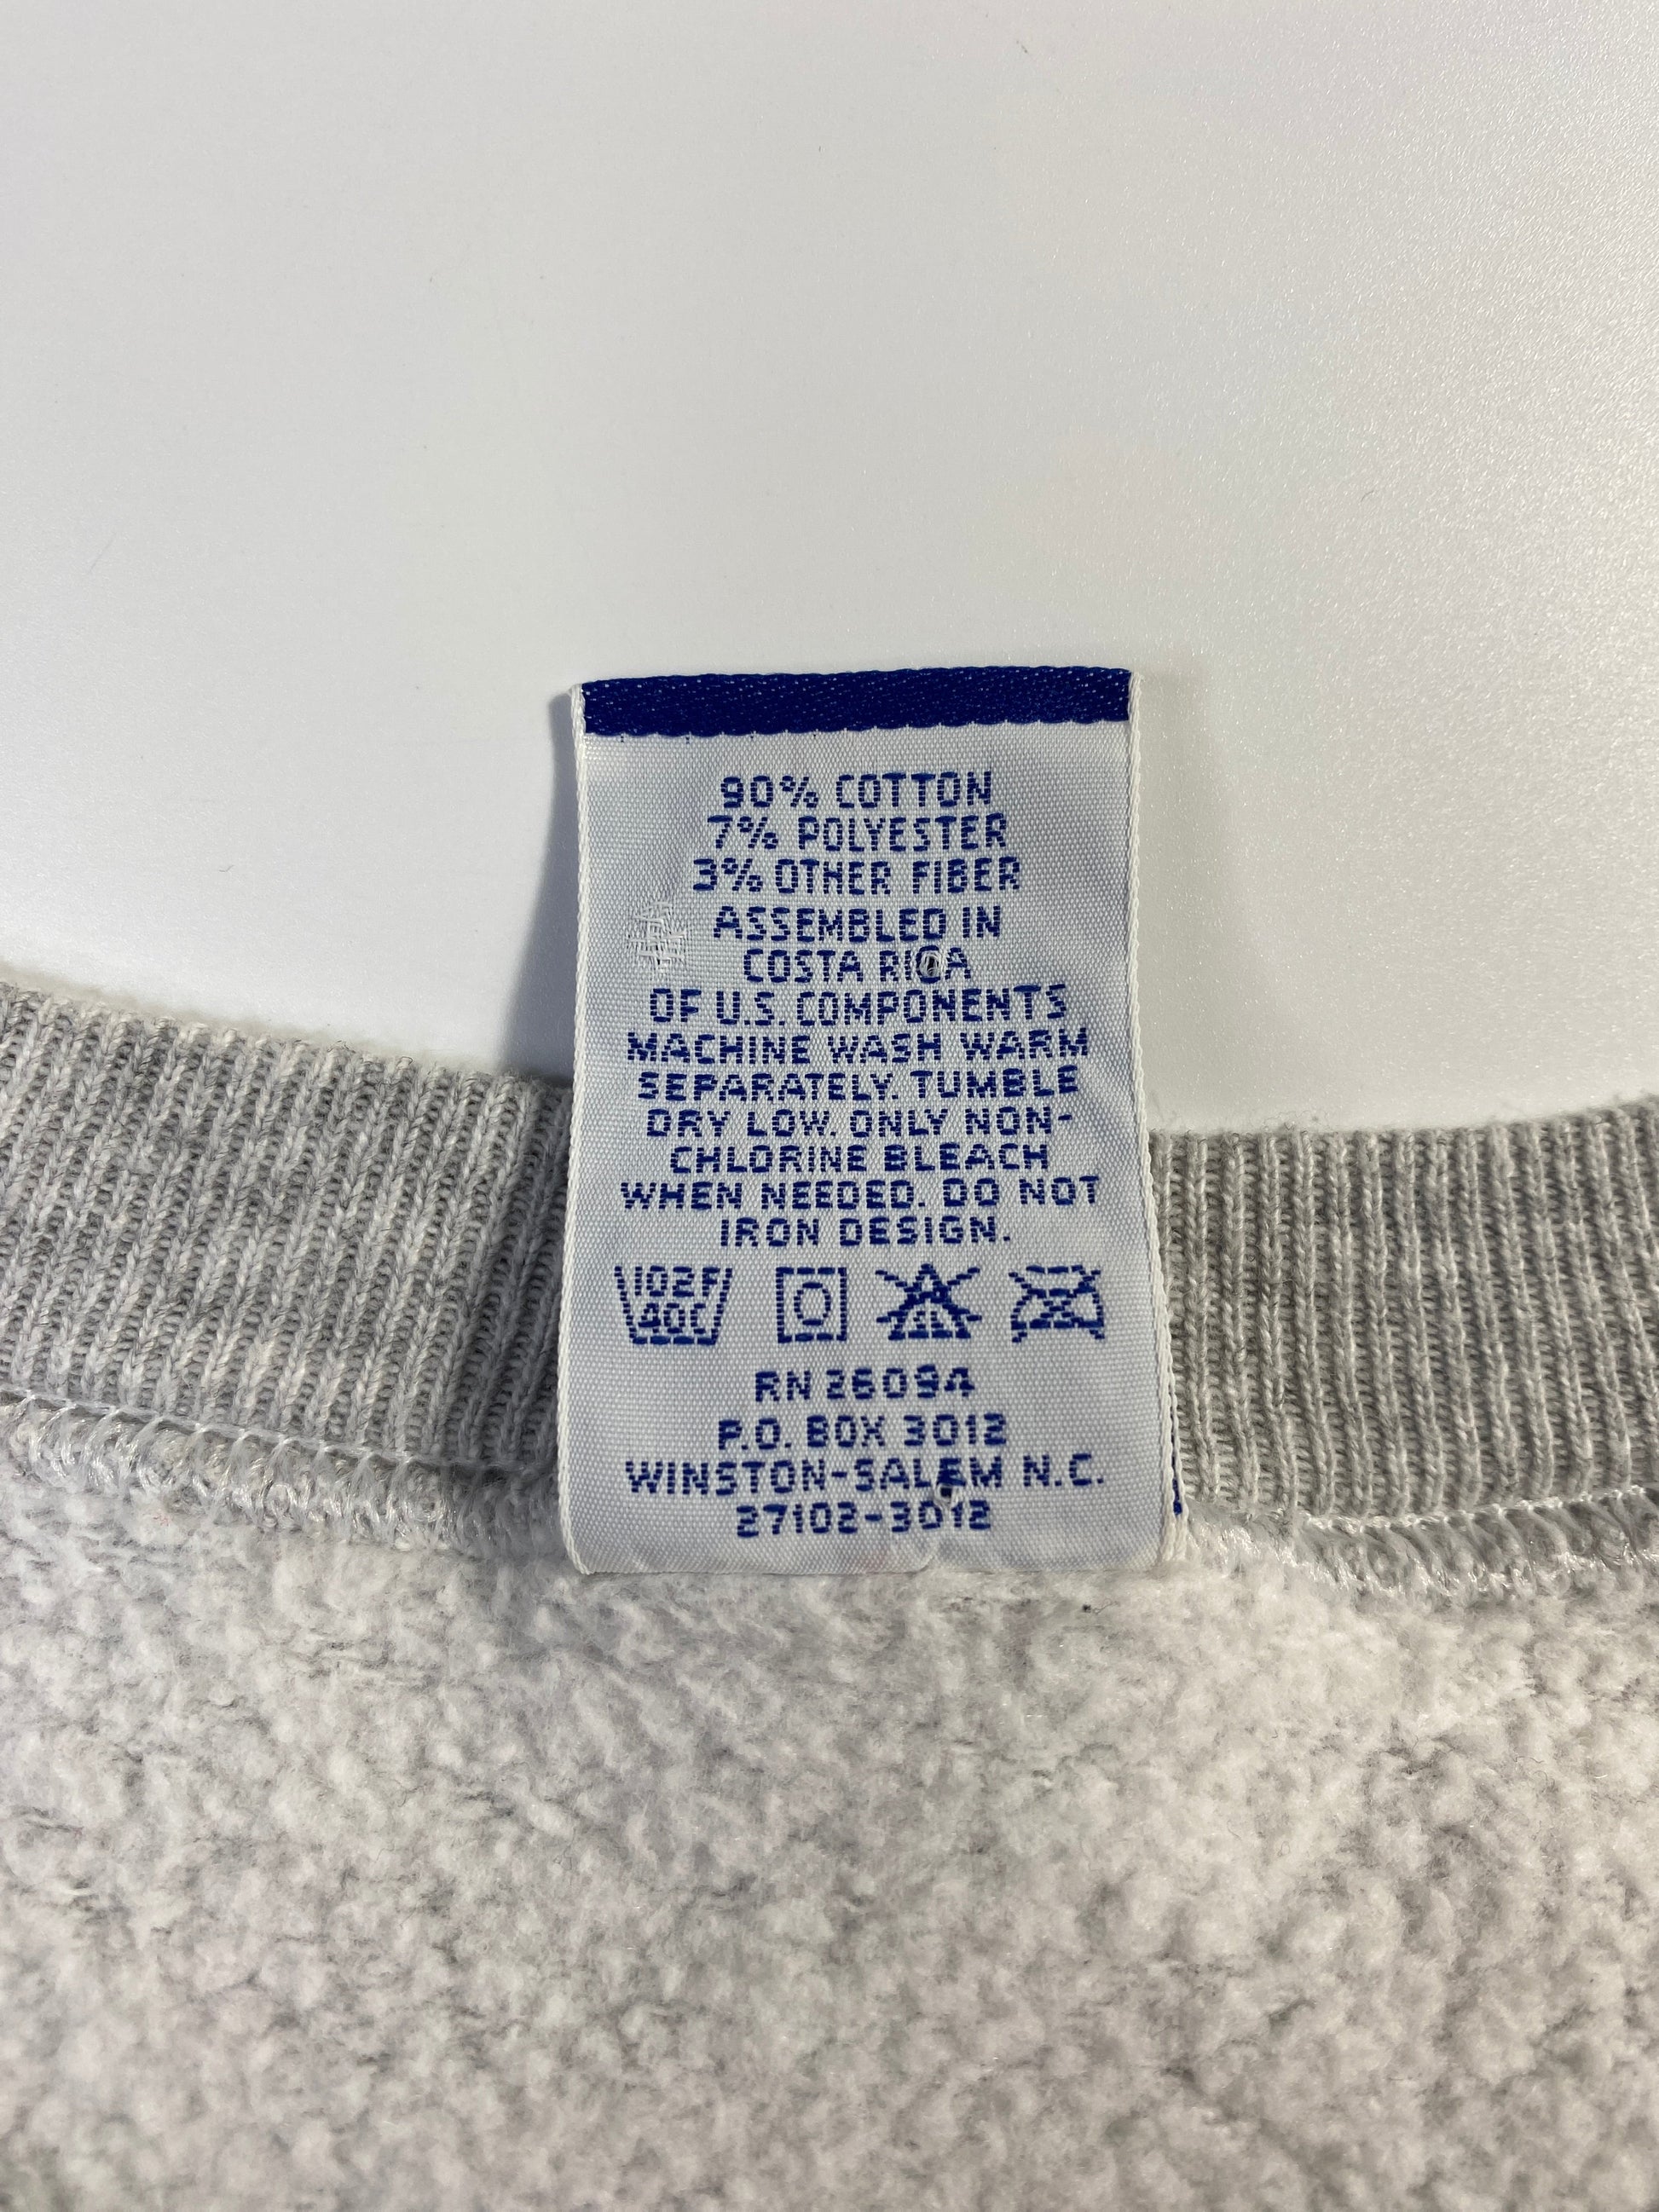 90% COTTON
7% POLYESTER
3% OTHER FIBER
ASSEMBLED IN
COSTA RICA
OF U.S. COMPONENTS
MACHINE WASH WARM
SEPARATELY. TUMBLE
DRY LOW. ONLY NON-
CHLORINE BLEACH
WHEN NEEDED. DO NOT
IRON DESIGN.
102F
40C
RN 26094
P.O. BOX 3012
WINSTON-SALEM N.C.
27102-3012